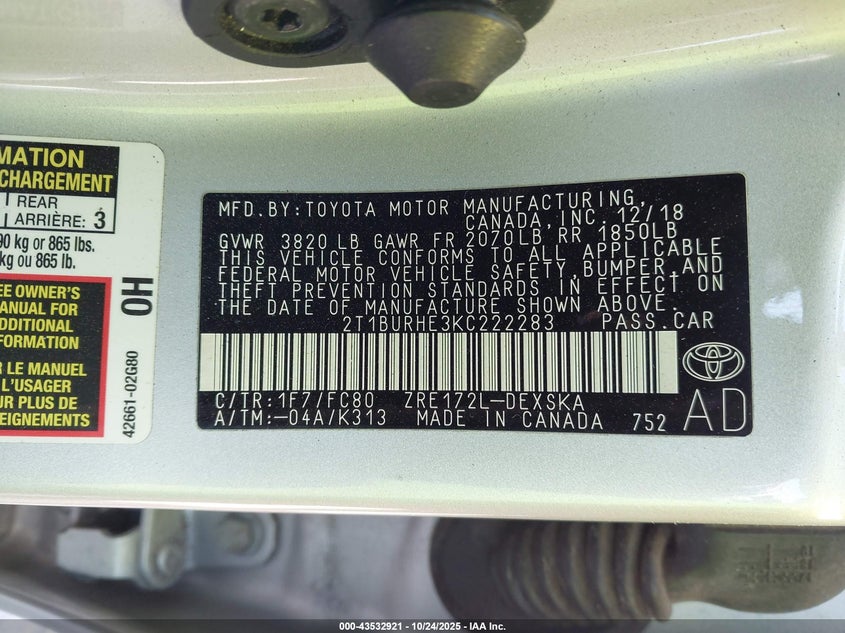 MATION
CHARGEMENT
REAR
ARRIÈRE: 3
90 kg or 865 lbs.
kg ou 865 lb.
EE OWNER'S
MANUAL FOR
ADDITIONAL
FORMATION
R LE MANUEL
L'USAGER
UR PLUS DE
EIGNEMENTS
OH
42661-02G80
MFD.BY:TOYOTA MOTOR MANUFACTURING,
CANADA,INC. 12/18
GVWR 3820 LB GAWR FR 2070LB, RR 1850LB
THIS VEHICLE CONFORMS TO ALL APPLICABLE
FEDERAL MOTOR VEHICLE SAFETY,BUMPER,AND
THEFT PREVENTION STANDARDS IN EFFECT ON
THE DATE OF MANUFACTURE SHOWN ABOVE.
2T1BURHE3KC222283 PASS.CAR
C/TR:1F7/FC80 ZRE172L-DEXSKA
A/TM:-04A/K313 MADE IN CANADA 752
AD
000-43532921 - 10/24/2025 - IAA Inc.